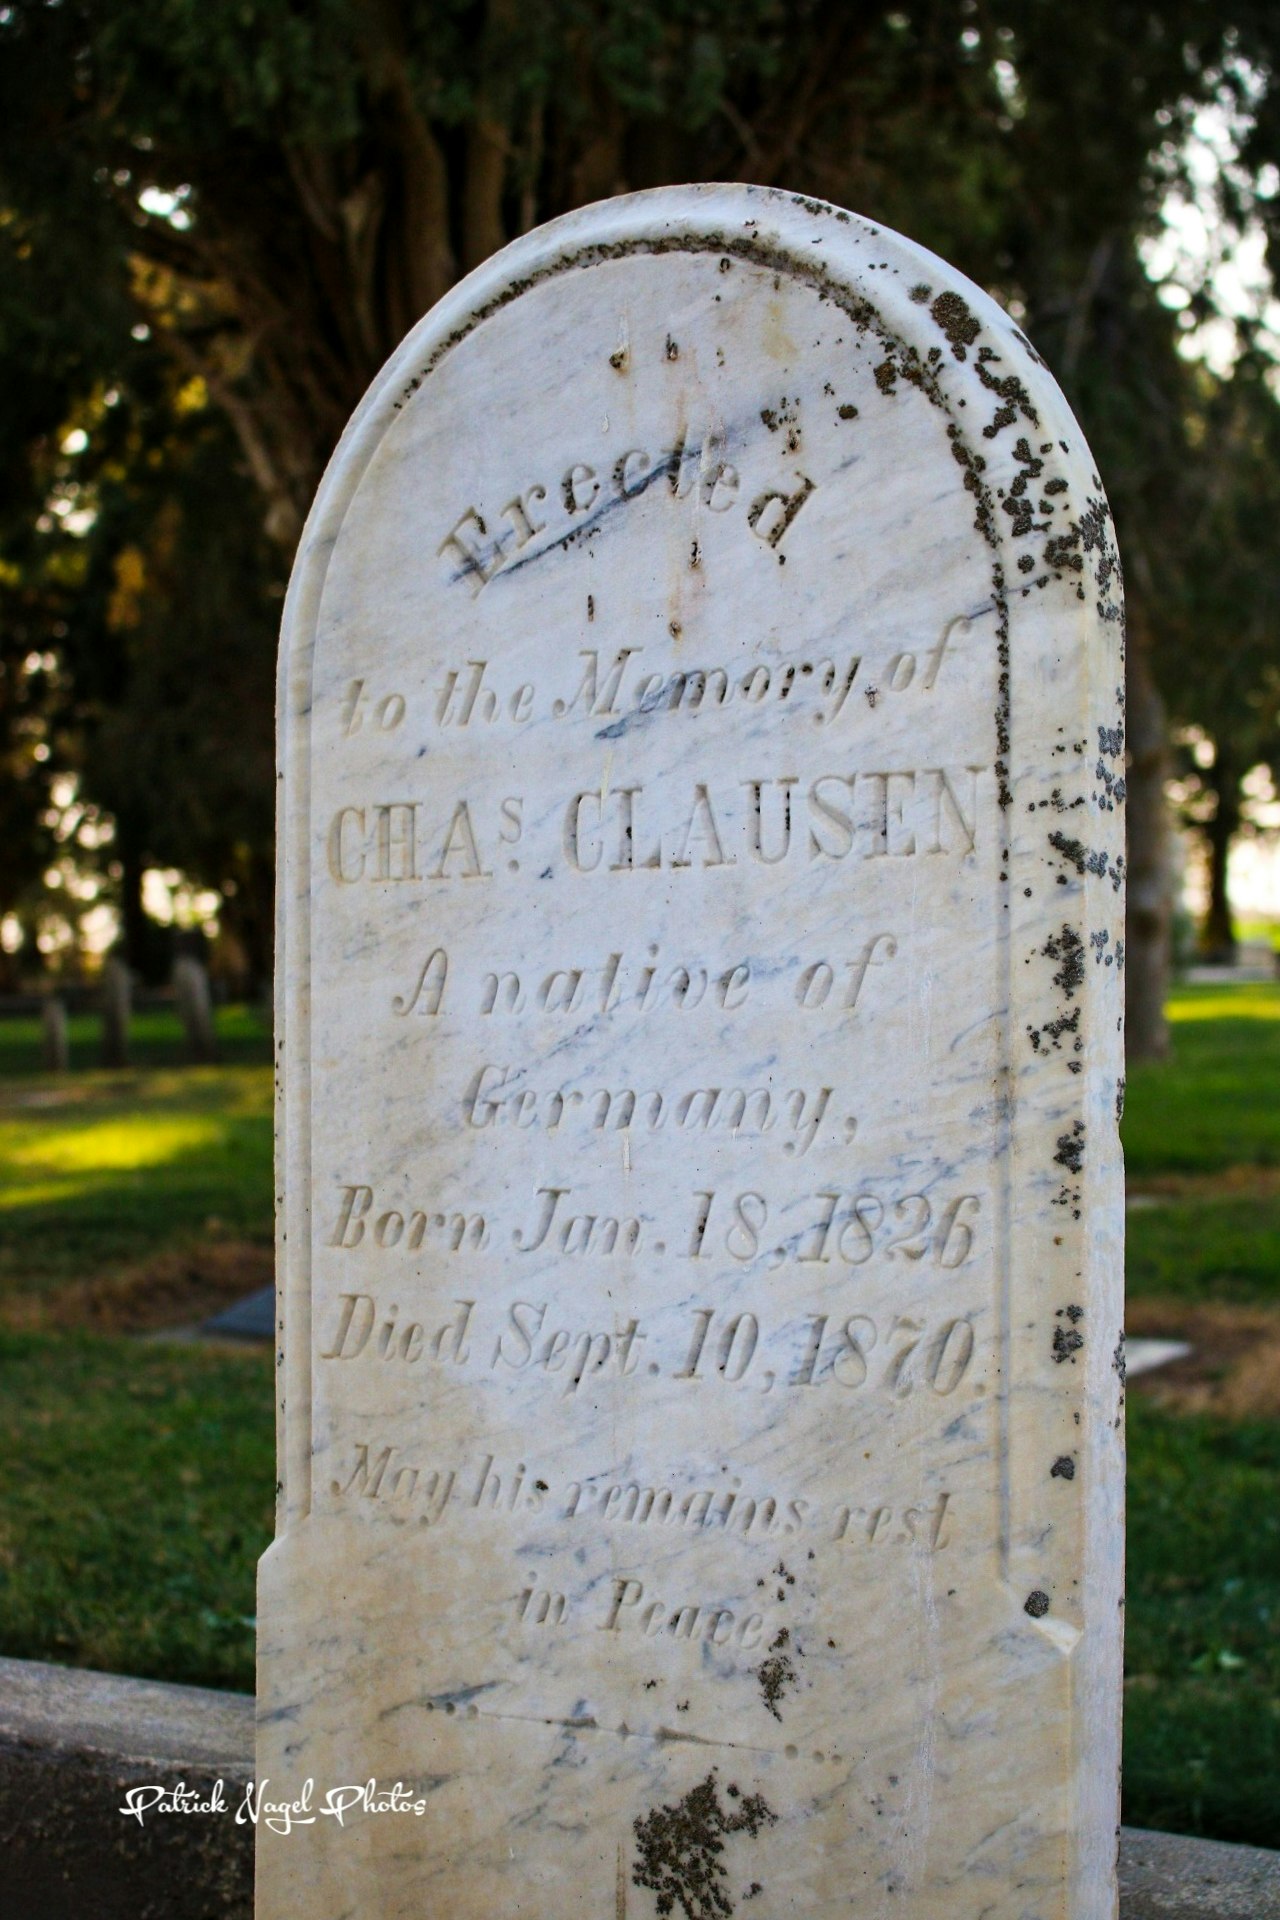 Erected
to the Memory of
CHAS. CLAUSEN
A native of
Germany,
Born Jan. 18, 1826
Died Sept. 10, 1870.
May his remains rest
in Peace.
Patrick Nagel Photos